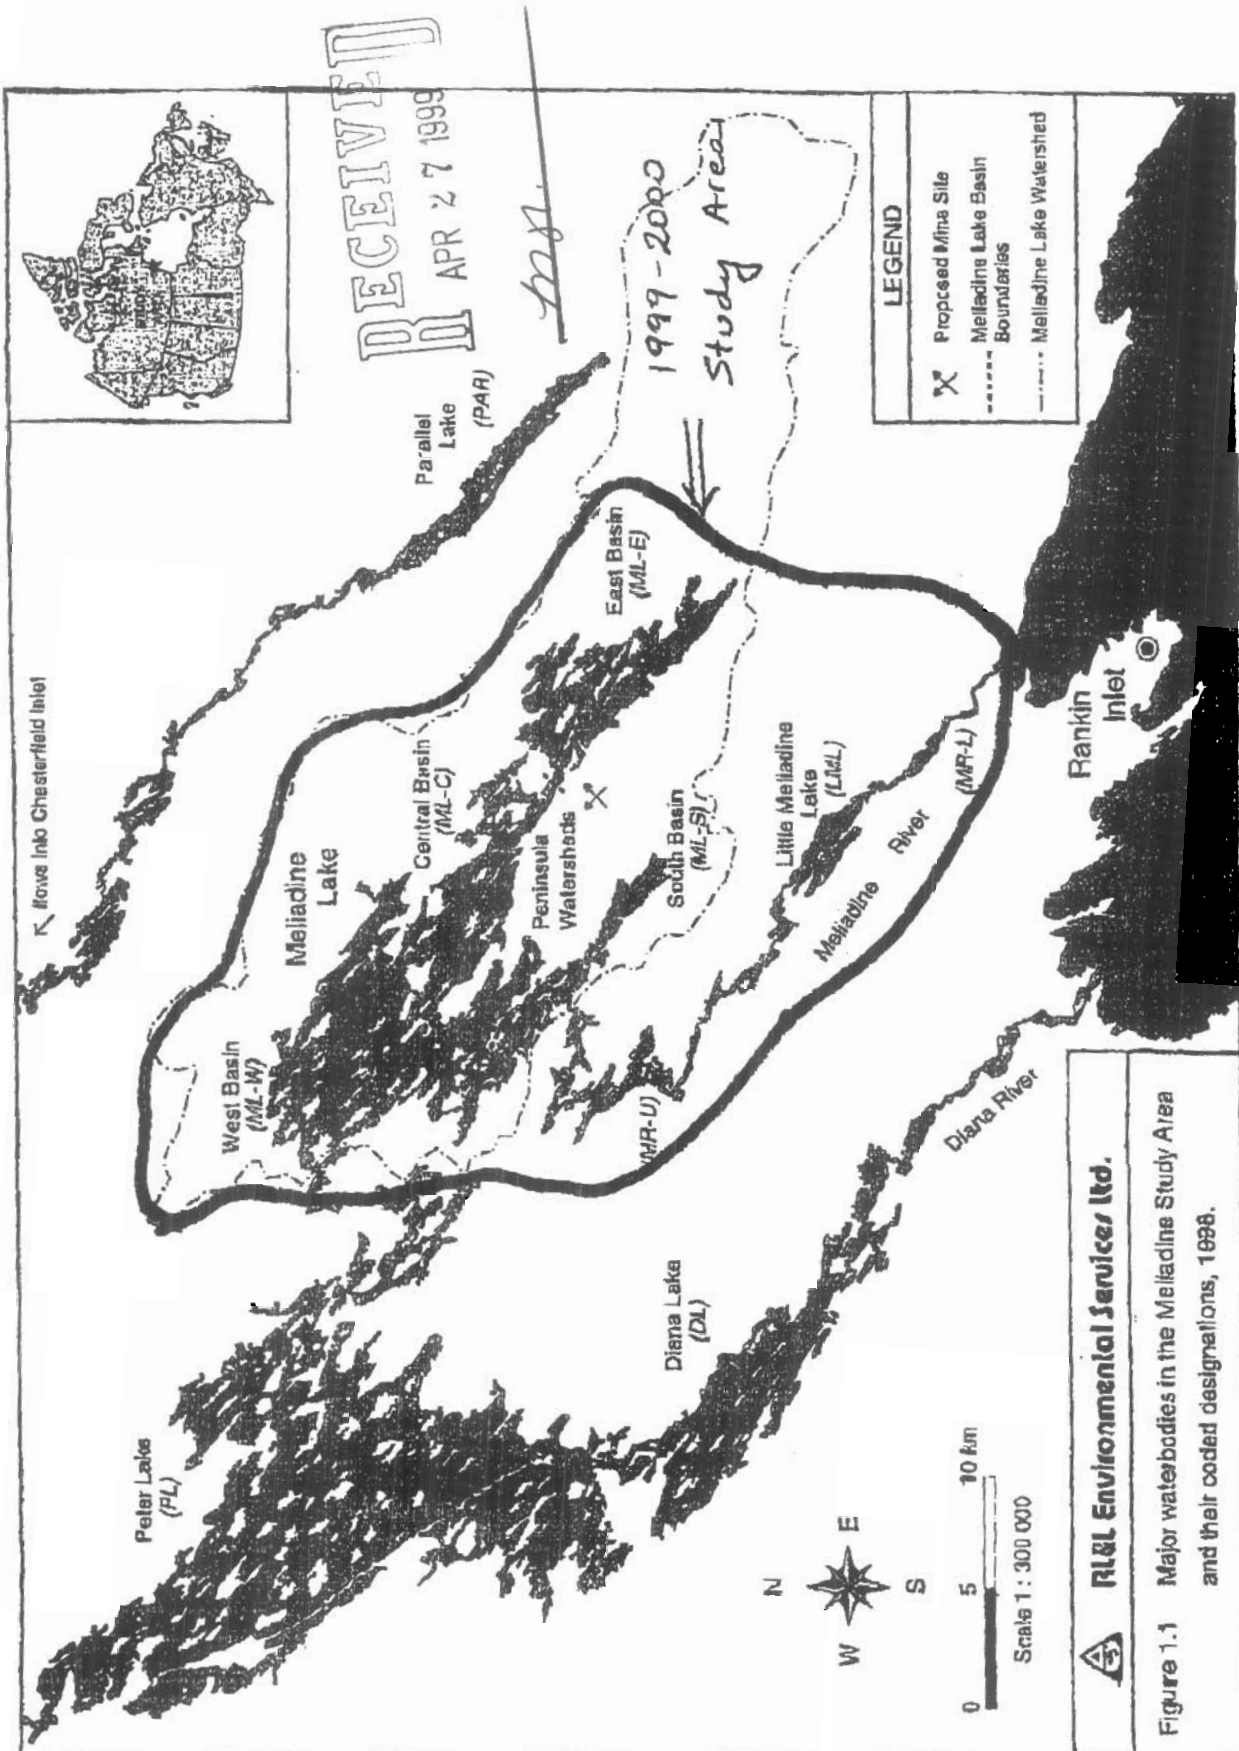 RECEIVED
APR 27 1999
1999-2000
Study Area
Flows Into Chesterfield Inlet
Parallel
Lake
(PAR)
Meliadine
Lake
West Basin
(ML-W)
Central Basin
(ML-C)
East Basin
(ML-E)
Peninsula
Watersheds
South Basin
(ML-S)
Little Meliadine
Lake
(LML)
Meliadine
River
(MR-L)
(MR-U)
Peter Lake
(PL)
Diana Lake
(DL)
Diana River
Rankin
Inlet
LEGEND
Proposed Mine Site
Meliadine Lake Basin
Boundaries
Meliadine Lake Watershed
N
W
E
S
0
5
10 km
Scale 1 : 300 000
RL&L Environmental Services Ltd.
Figure 1.1 Major waterbodies in the Meliadine Study Area
and their coded designations, 1998.